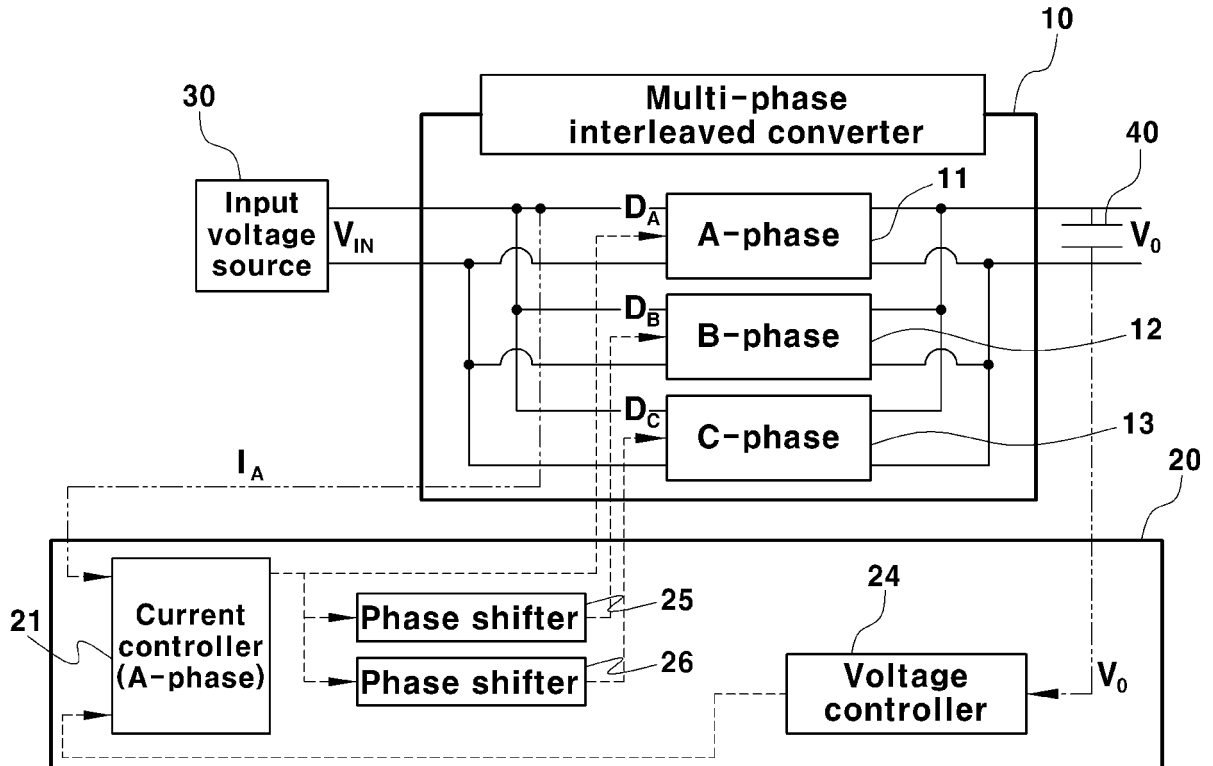 10
Multi-phase
interleaved converter
30
40
11
Input
voltage
source
V_IN
D_A
A-phase
V_0
D_B
B-phase
12
D_C
C-phase
13
I_A
20
24
21
Current
controller
(A-phase)
Phase shifter
25
Phase shifter
26
Voltage
controller
V_0